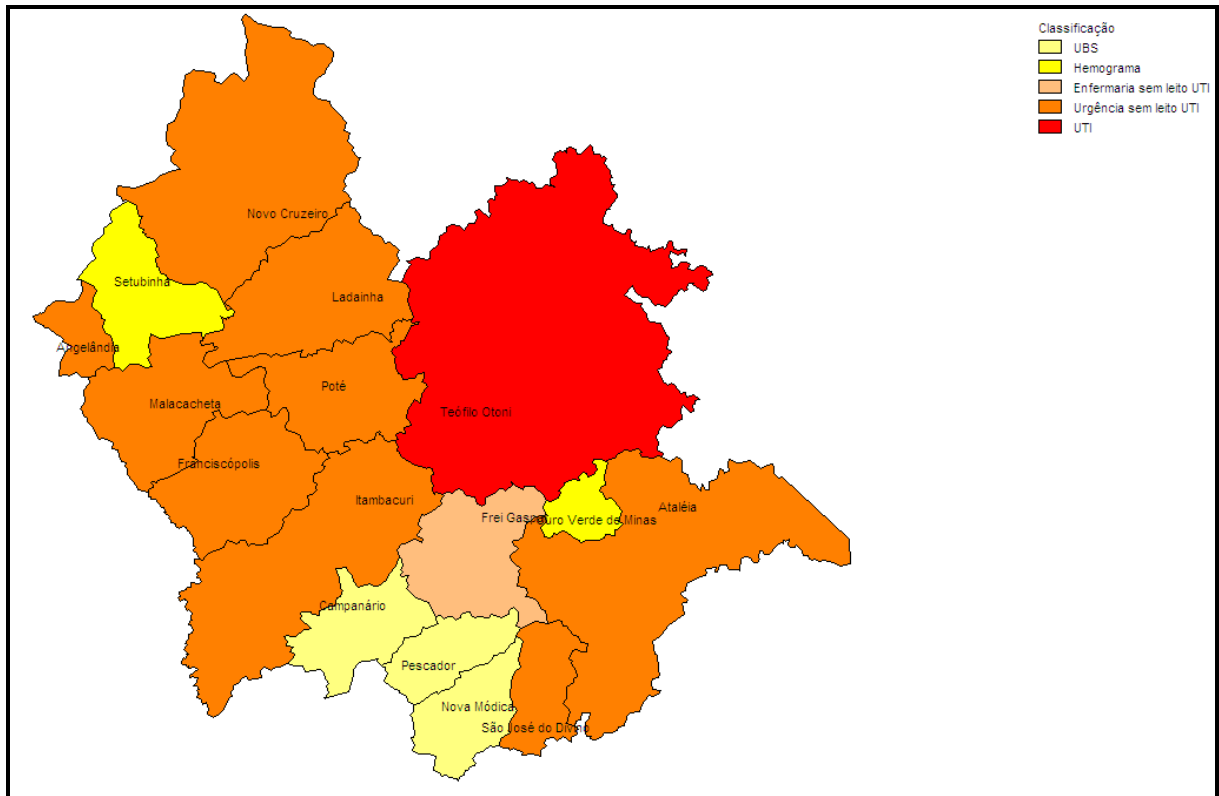 Classificação
UBS
Hemograma
Enfermaria sem leito UTI
Urgência sem leito UTI
UTI
Novo Cruzeiro
Setubinha
Ladainha
Angelândia
Poté
Malacacheta
Teófilo Otoni
Franciscópolis
Itambacuri
Ataléia
Frei Gaspar
Ouro Verde de Minas
Campanário
Pescador
Nova Módica
São José do Divino